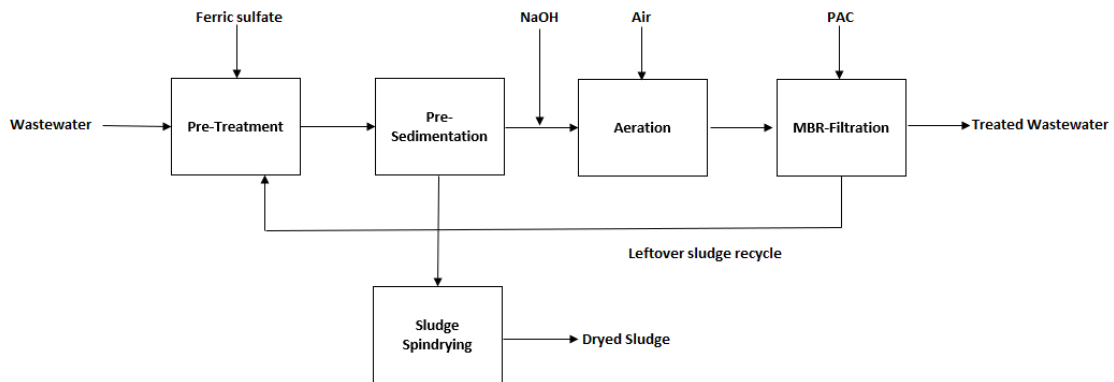 Ferric sulfate
NaOH
Air
PAC
Wastewater
Pre-Treatment
Pre-
Sedimentation
Aeration
MBR-Filtration
Treated Wastewater
Leftover sludge recycle
Sludge
Spindrying
Dryed Sludge